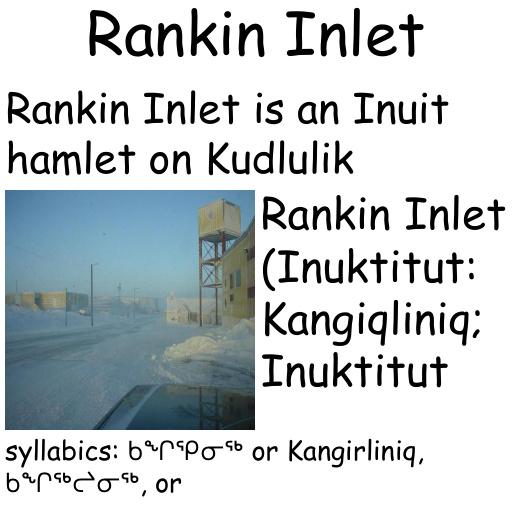 Rankin Inlet
Rankin Inlet is an Inuit
hamlet on Kudlulik
Rankin Inlet
(Inuktitut:
Kangiqliniq;
Inuktitut
syllabics: ᑲᖏᕿᓂᖅ or Kangirliniq,
ᑲᖏᖅᖠᓂᖅ, or